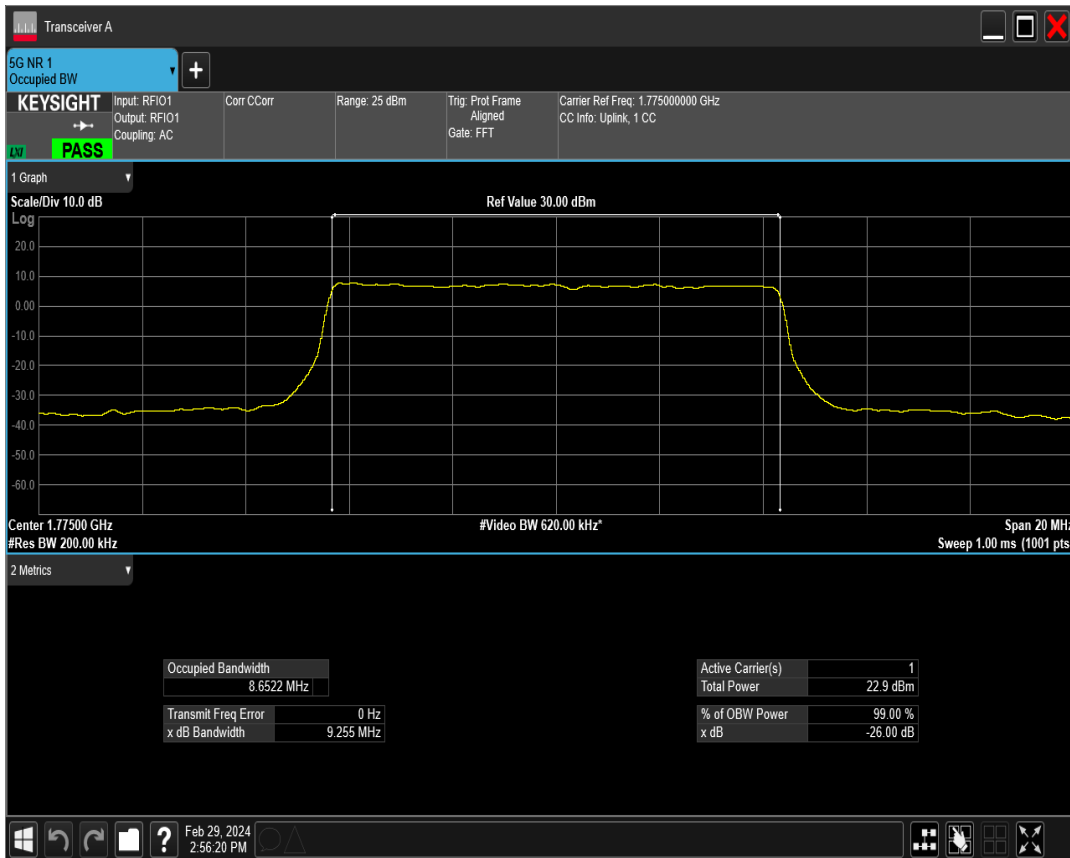 Transceiver A
5G NR 1
Occupied BW
+
KEYSIGHT
LXI
PASS
Input: RFIO1
Output: RFIO1
Coupling: AC
Corr CCorr
Range: 25 dBm
Trig: Prot Frame
Aligned
Gate: FFT
Carrier Ref Freq: 1.775000000 GHz
CC Info: Uplink, 1 CC
1 Graph
Scale/Div 10.0 dB
Ref Value 30.00 dBm
Log
20.0
10.0
0.00
-10.0
-20.0
-30.0
-40.0
-50.0
-60.0
Center 1.77500 GHz
#Video BW 620.00 kHz*
Span 20 MHz
#Res BW 200.00 kHz
Sweep 1.00 ms (1001 pts
2 Metrics
Occupied Bandwidth
8.6522 MHz
Transmit Freq Error 0 Hz
x dB Bandwidth 9.255 MHz
Active Carrier(s) 1
Total Power 22.9 dBm
% of OBW Power 99.00 %
x dB -26.00 dB
?
Feb 29, 2024
2:56:20 PM